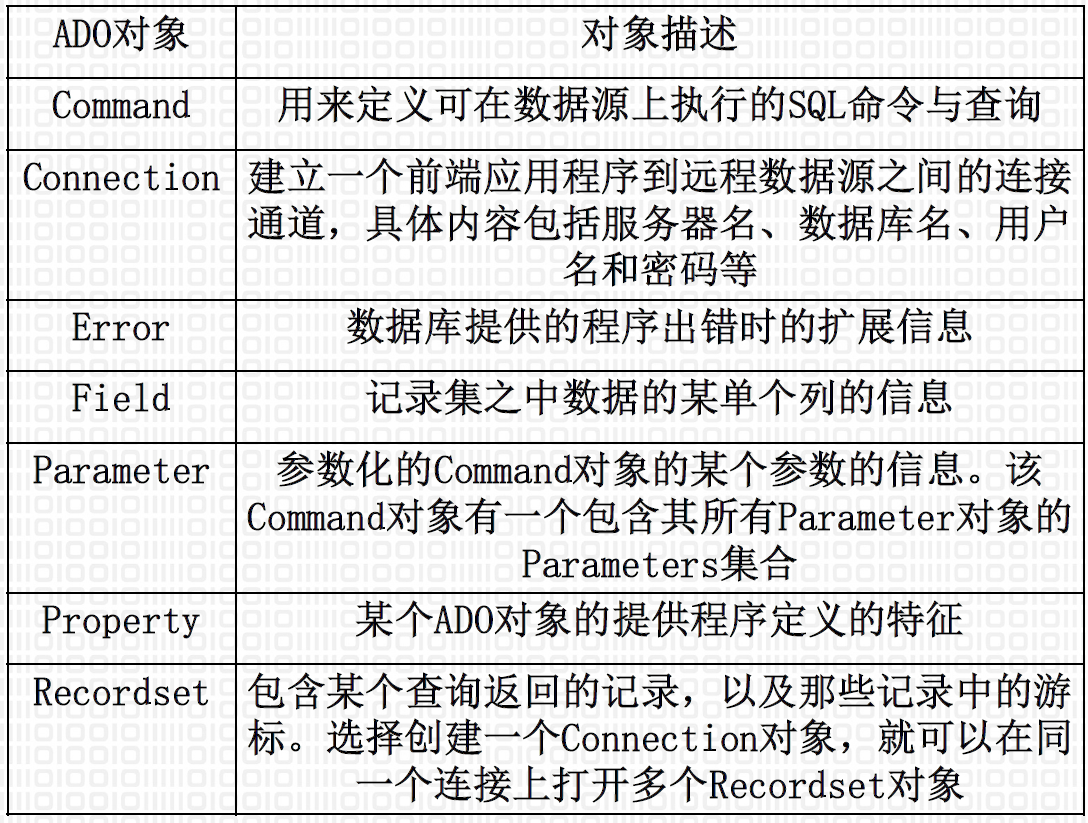 ADO对象
对象描述
Command
用来定义可在数据源上执行的SQL命令与查询
Connection
建立一个前端应用程序到远程数据源之间的连接
通道，具体内容包括服务器名、数据库名、用户
名和密码等
Error
数据库提供的程序出错时的扩展信息
Field
记录集之中数据的某单个列的信息
Parameter
参数化的Command对象的某个参数的信息。该
Command对象有一个包含其所有Parameter对象的
Parameters集合
Property
某个ADO对象的提供程序定义的特征
Recordset
包含某个查询返回的记录，以及那些记录中的游
标。选择创建一个Connection对象，就可以在同
一个连接上打开多个Recordset对象